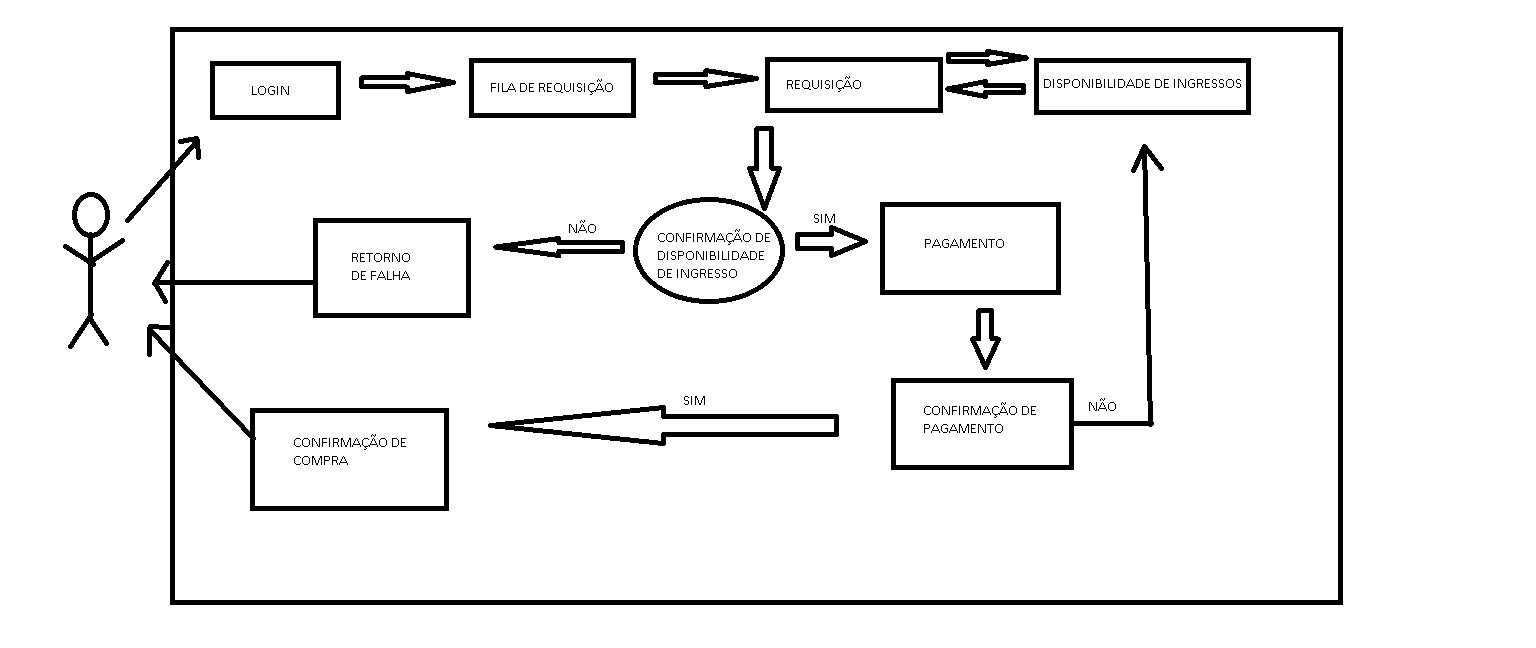 LOGIN
FILA DE REQUISIÇÃO
REQUISIÇÃO
DISPONIBILIDADE DE INGRESSOS
RETORNO
DE FALHA
NÃO
CONFIRMAÇÃO DE
DISPONIBILIDADE
DE INGRESSO
SIM
PAGAMENTO
CONFIRMAÇÃO DE
COMPRA
SIM
CONFIRMAÇÃO DE
PAGAMENTO
NÃO